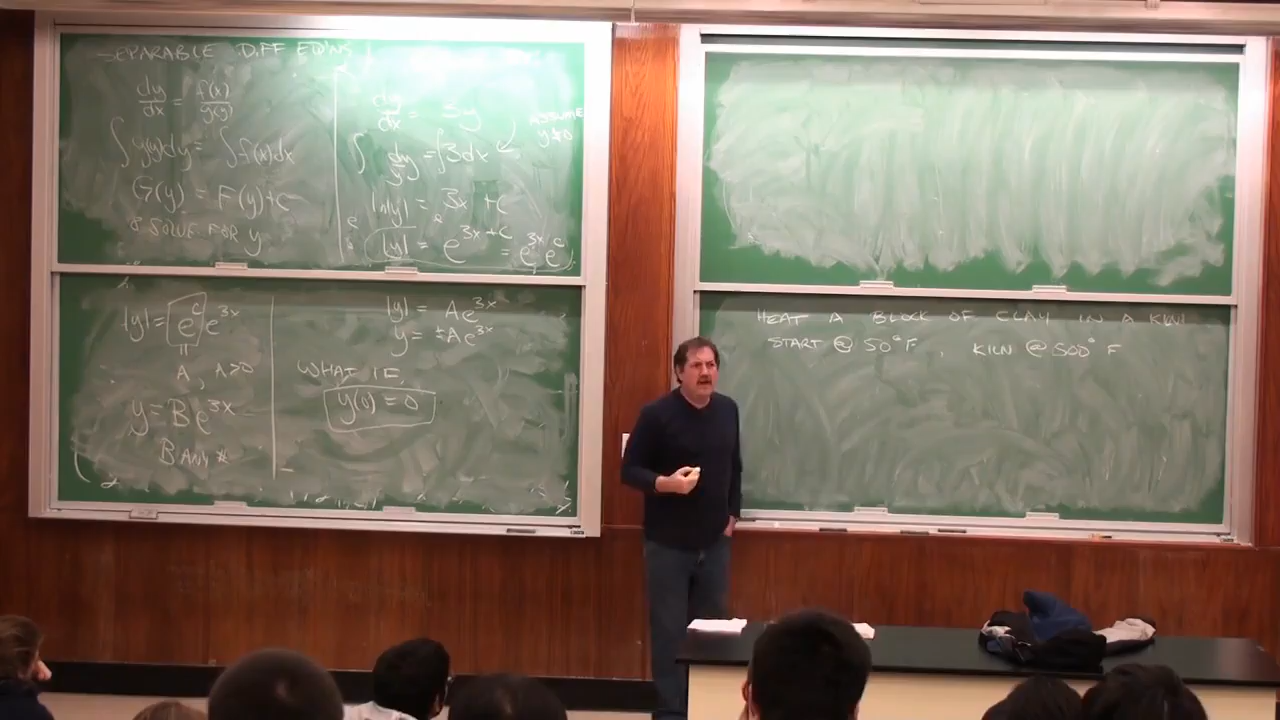 SEPARABLE DIFF EQ'NS
dy/dx = f(x)/g(y)
∫ g(y)dy = ∫ f(x)dx
G(y) = F(y)+C
& SOLVE FOR y
dy/dx = 3y
ASSUME
y≠0
∫ dy/y = ∫ 3dx
ln|y| = 3x + C
|y| = e^{3x+C} = e^{3x} e^{C}
|y| = e^{C} e^{3x}
A, A>0
y = Be^{3x}
B ANY #
|y| = Ae^{3x}
y = ±Ae^{3x}
WHAT IF
y(0) = 0
HEAT A BLOCK OF CLAY IN A KILN
START @ 50° F , KILN @ 500° F